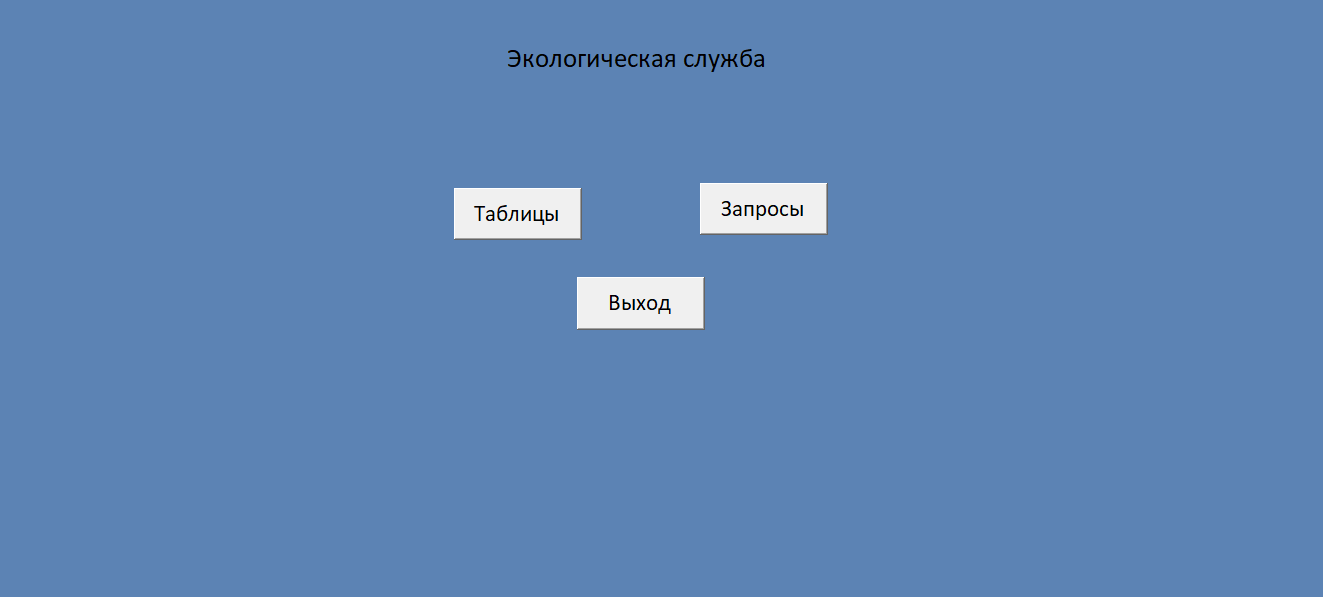 Экологическая служба
Таблицы
Запросы
Выход